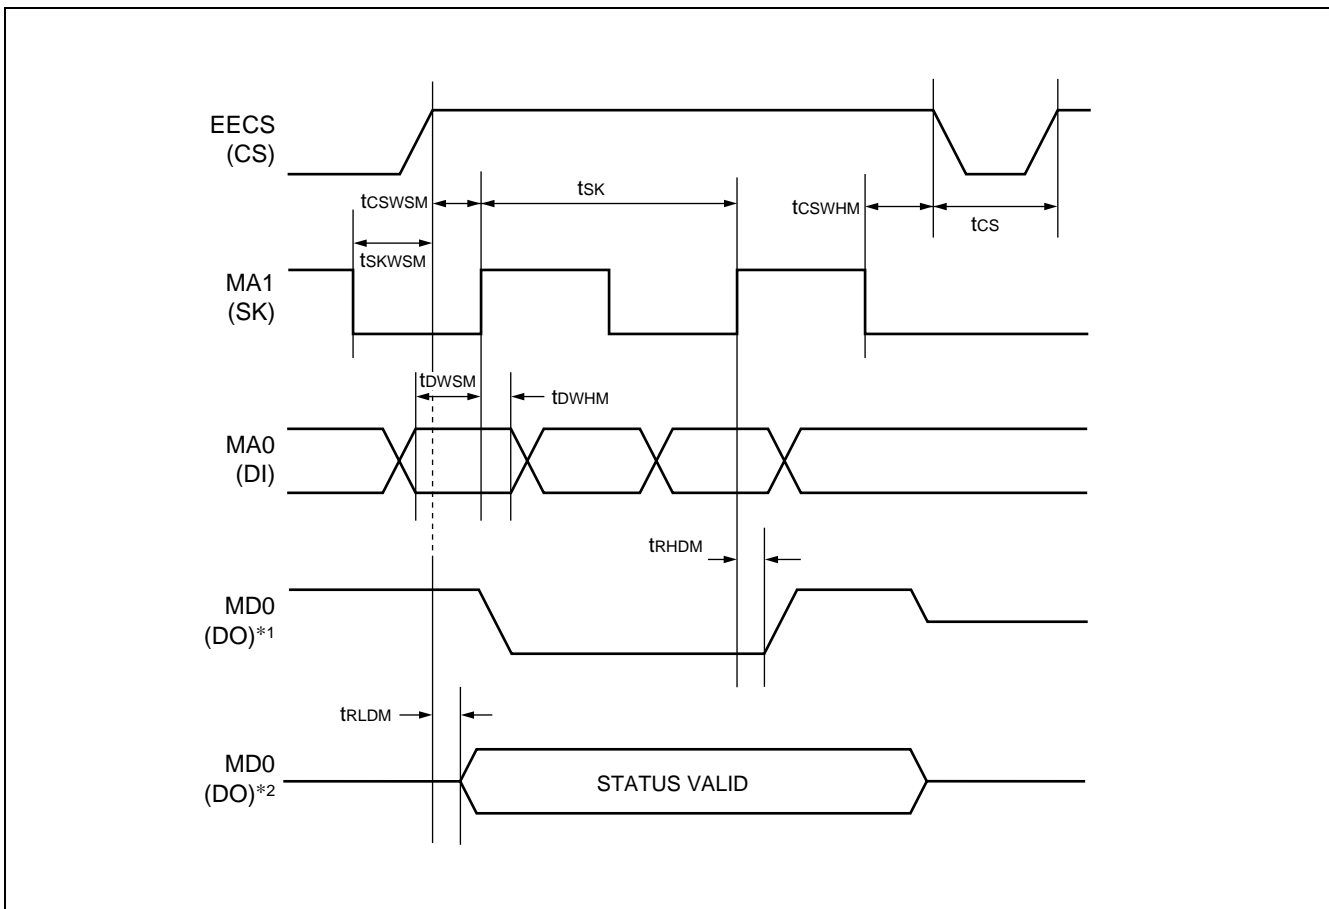 EECS
(CS)
tCSWSM
tSK
tCSWHM
tCS
tSKWSM
MA1
(SK)
tDWSM
tDWHM
MA0
(DI)
tRHDM
MD0
(DO)*1
tRLDM
MD0
(DO)*2
STATUS VALID